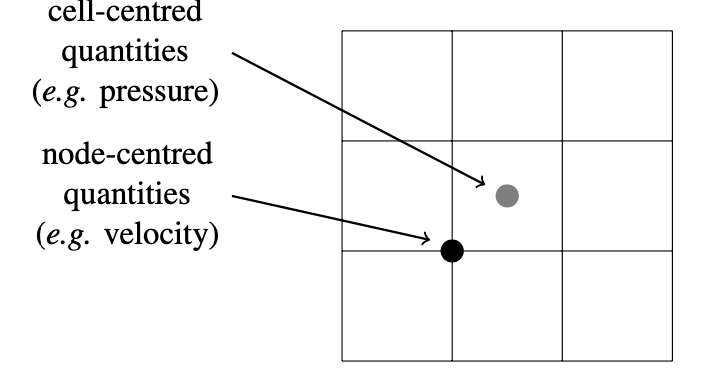 cell-centred
quantities
(e.g. pressure)
node-centred
quantities
(e.g. velocity)